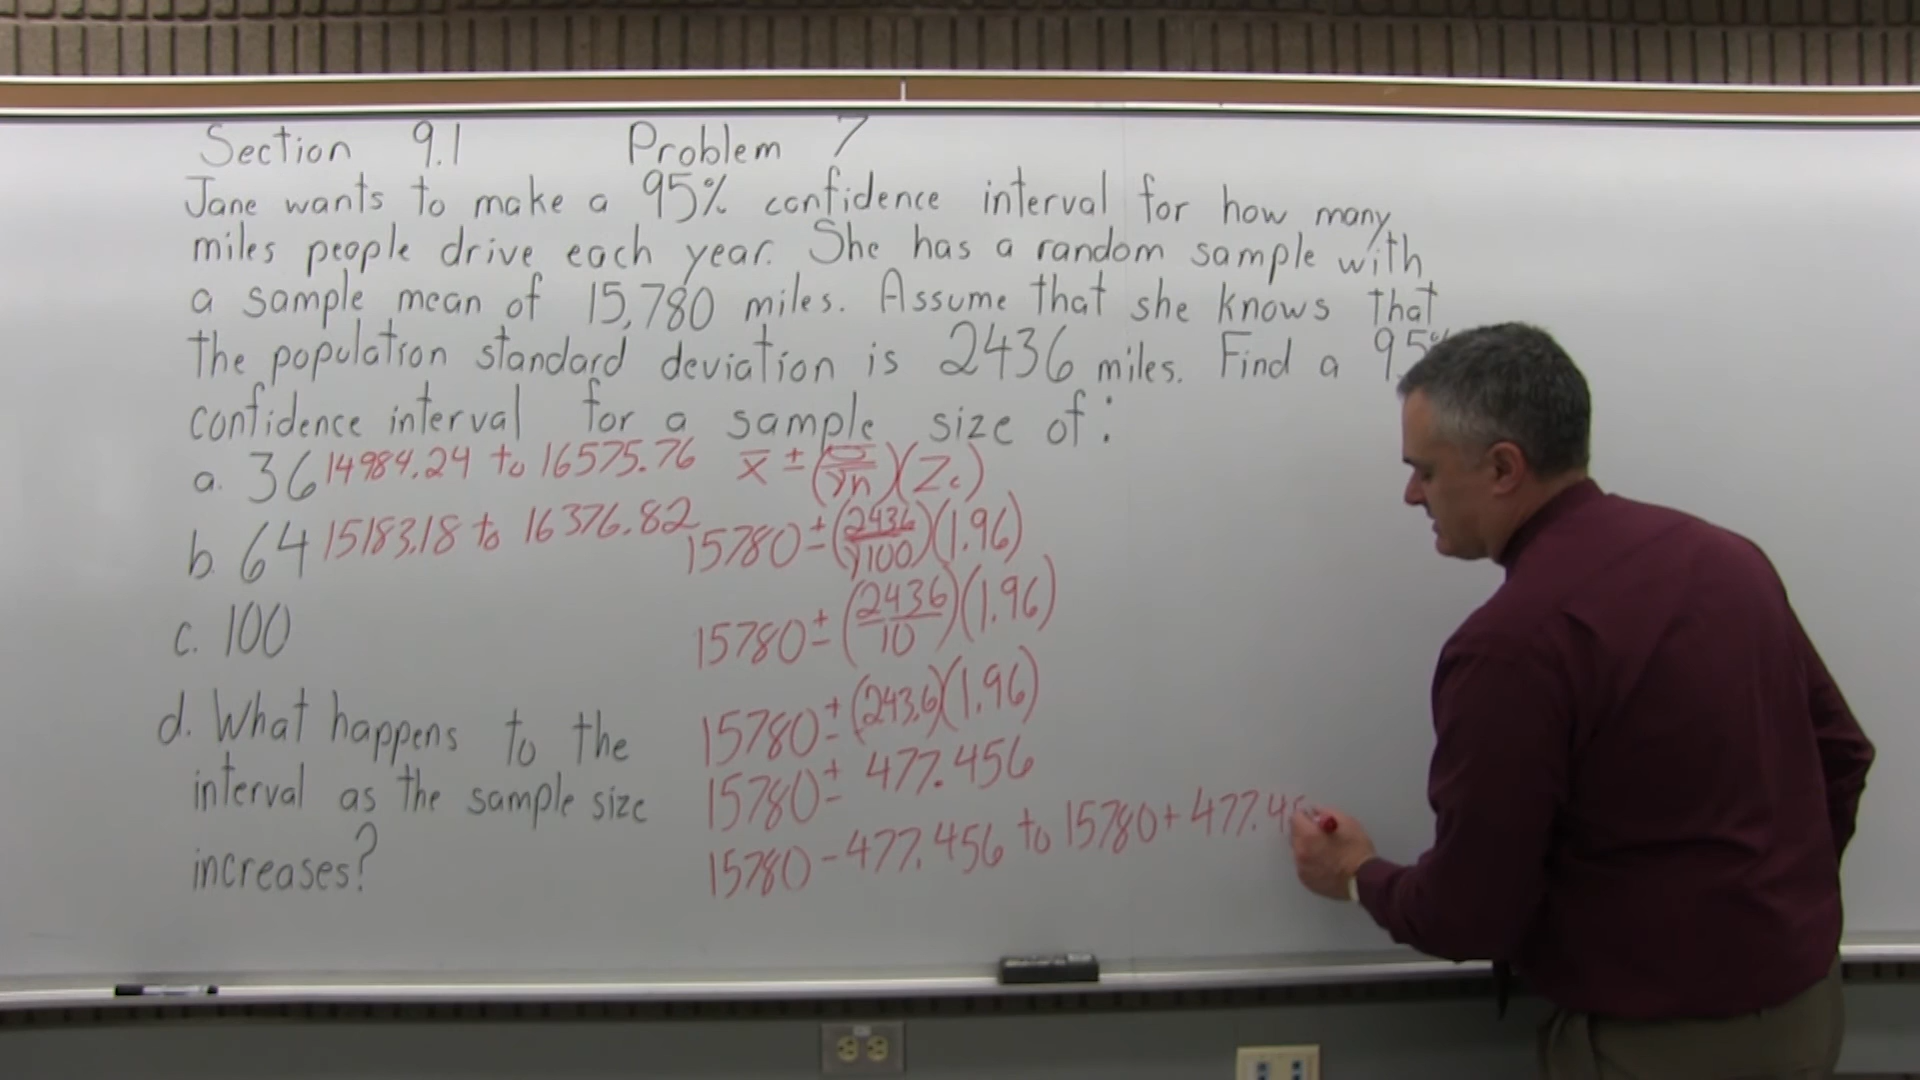 Section 9.1 Problem 7
Jane wants to make a 95% confidence interval for how many
miles people drive each year. She has a random sample with
a sample mean of 15,780 miles. Assume that she knows that
the population standard deviation is 2436 miles. Find a 95%
confidence interval for a sample size of:
a. 36 14984.24 to 16575.76
b. 64 15183.18 to 16376.82
c. 100
d. What happens to the
interval as the sample size
increases?
x̄ ± (σ/√n)(Zc)
15780 ± (2436/√100)(1.96)
15780 ± (2436/10)(1.96)
15780 ± (243.6)(1.96)
15780 ± 477.456
15780 - 477.456 to 15780 + 477.45